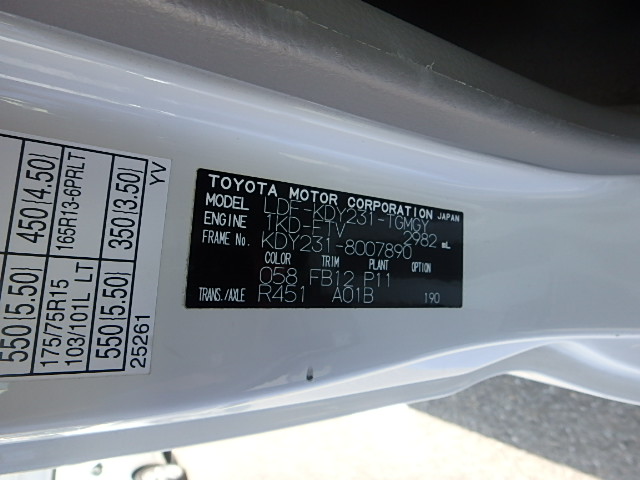 TOYOTA MOTOR CORPORATION JAPAN
MODEL LDF-KDY231-TGMGY
ENGINE 1KD-FTV 2982 mL
FRAME No. KDY231-8007890
COLOR TRIM PLANT
058 FB12 P11
TRANS./AXLE R451 A01B 190
450 (4.50)
165R13-6PRLT
350 (3.50)
YV
550 (5.50)
175/75R15
103/101L LT
550 (5.50)
25261